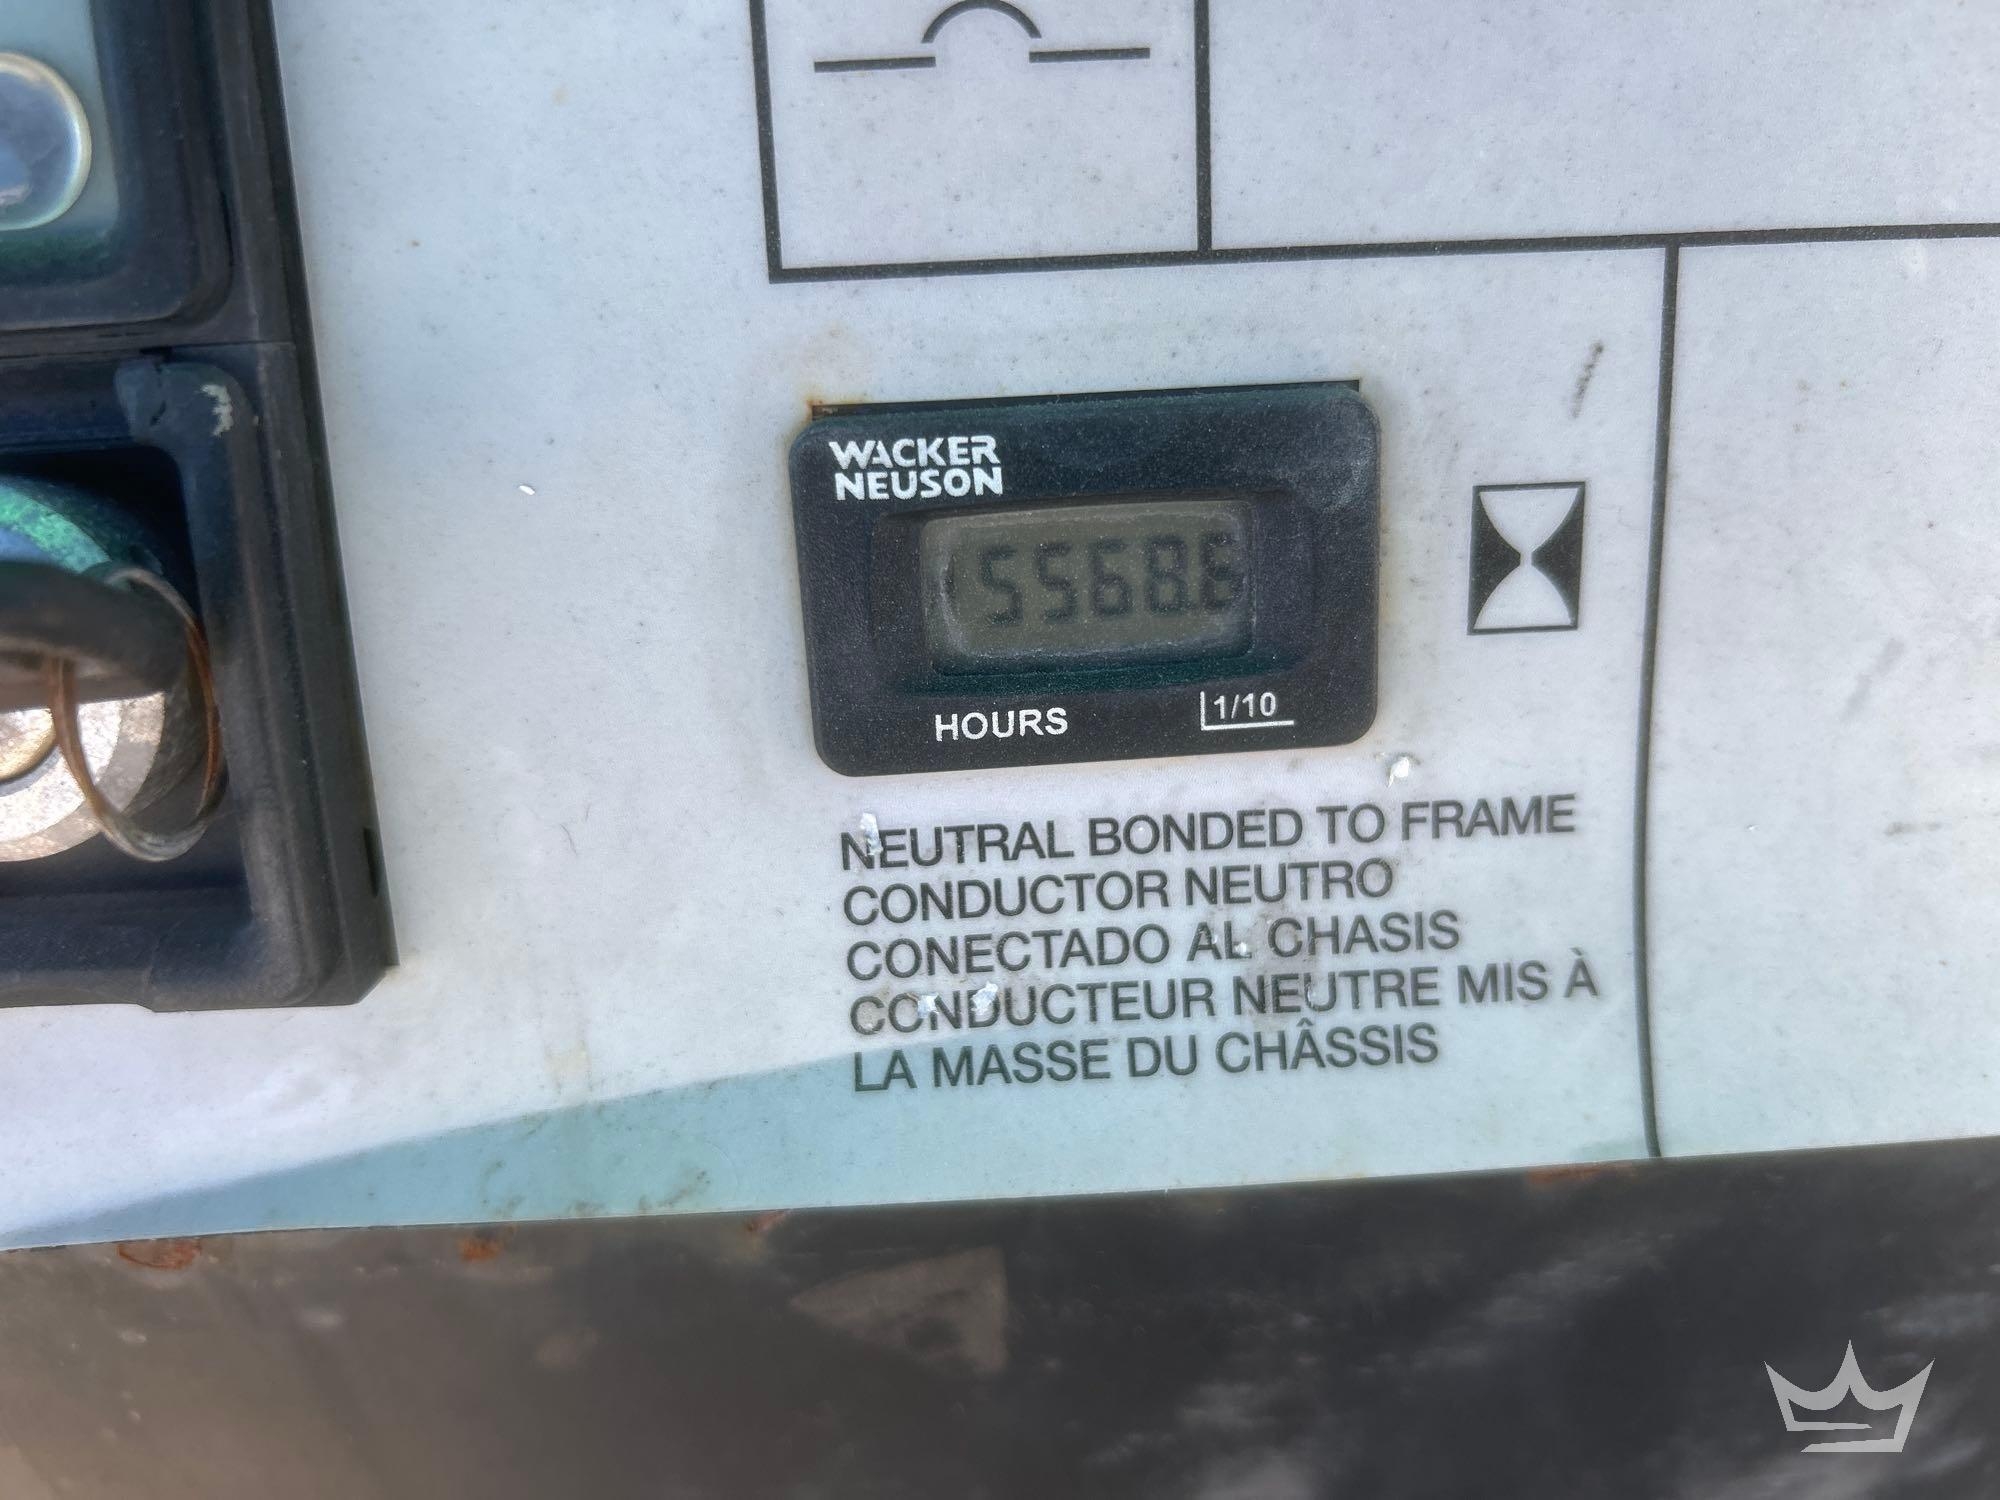 WACKER
NEUSON
5568.6
HOURS 1/10
NEUTRAL BONDED TO FRAME
CONDUCTOR NEUTRO
CONECTADO AL CHASIS
CONDUCTEUR NEUTRE MIS À
LA MASSE DU CHÂSSIS